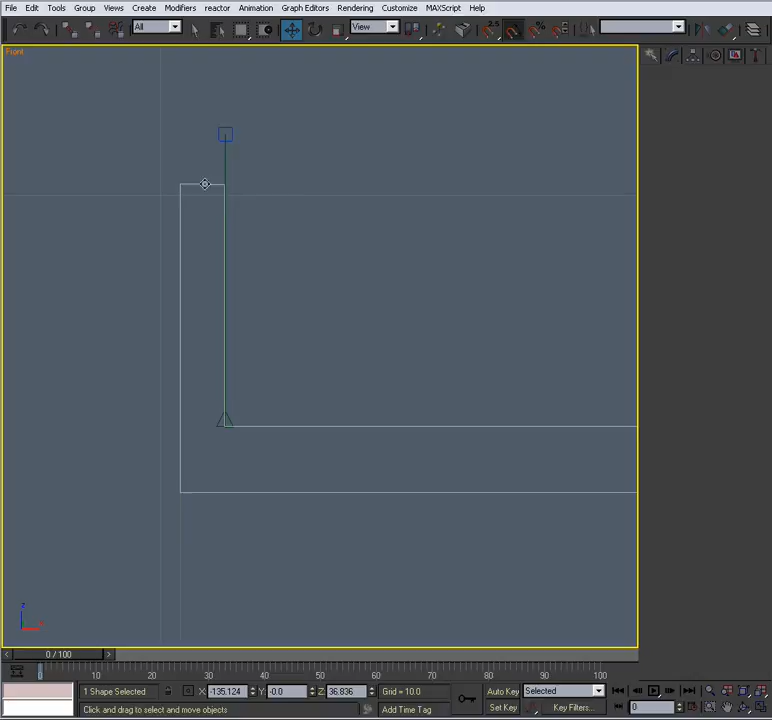 File Edit Tools Group Views Create Modifiers reactor Animation Graph Editors Rendering Customize MAXScript Help
All View 2.5
Front
z
0 / 100
0 10 20 30 40 50 60 70 80 90 100
1 Shape Selected X: -135.124 Y: -0.0 Z: 36.836 Grid = 10.0 Auto Key Selected
Click and drag to select and move objects Add Time Tag Set Key Key Filters... 0